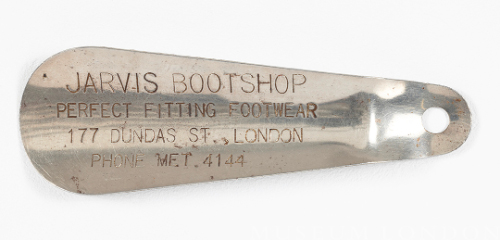 JARVIS BOOTSHOP
PERFECT FITTING FOOTWEAR
177 DUNDAS ST., LONDON
PHONE MET. 4144